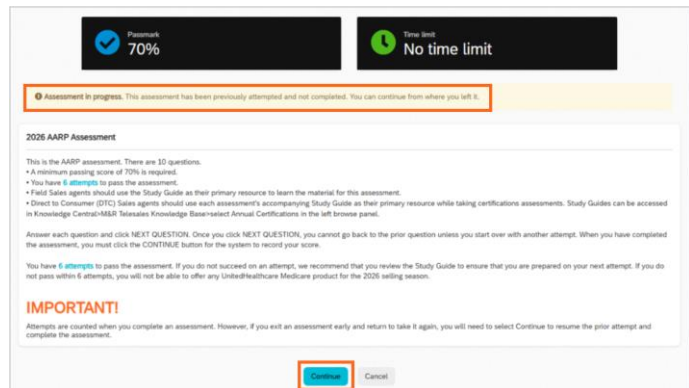 Passmark
70%
Time limit
No time limit
Assessment in progress. This assessment has been previously attempted and not completed. You can continue from where you left it.
2026 AARP Assessment
This is the AARP assessment. There are 10 questions.
• A minimum passing score of 70% is required.
• You have 6 attempts to pass the assessment.
• Field Sales agents should use the Study Guide as their primary resource to learn the material for this assessment.
• Direct to Consumer (DTC) Sales agents should use each assessment's accompanying Study Guide as their primary resource while taking certifications assessments. Study Guides can be accessed
in Knowledge Central>M&R Telesales Knowledge Base>select Annual Certifications in the left browse panel.
Answer each question and click NEXT QUESTION. Once you click NEXT QUESTION, you cannot go back to the prior question unless you start over with another attempt. When you have completed
the assessment, you must click the CONTINUE button for the system to record your score.
You have 6 attempts to pass the assessment. If you do not succeed on an attempt, we recommend that you review the Study Guide to ensure that you are prepared on your next attempt. If you do
not pass within 6 attempts, you will not be able to offer any UnitedHealthcare Medicare product for the 2026 selling season.
IMPORTANT!
Attempts are counted when you complete an assessment. However, if you exit an assessment early and return to take it again, you will need to select Continue to resume the prior attempt and
complete the assessment.
Continue
Cancel